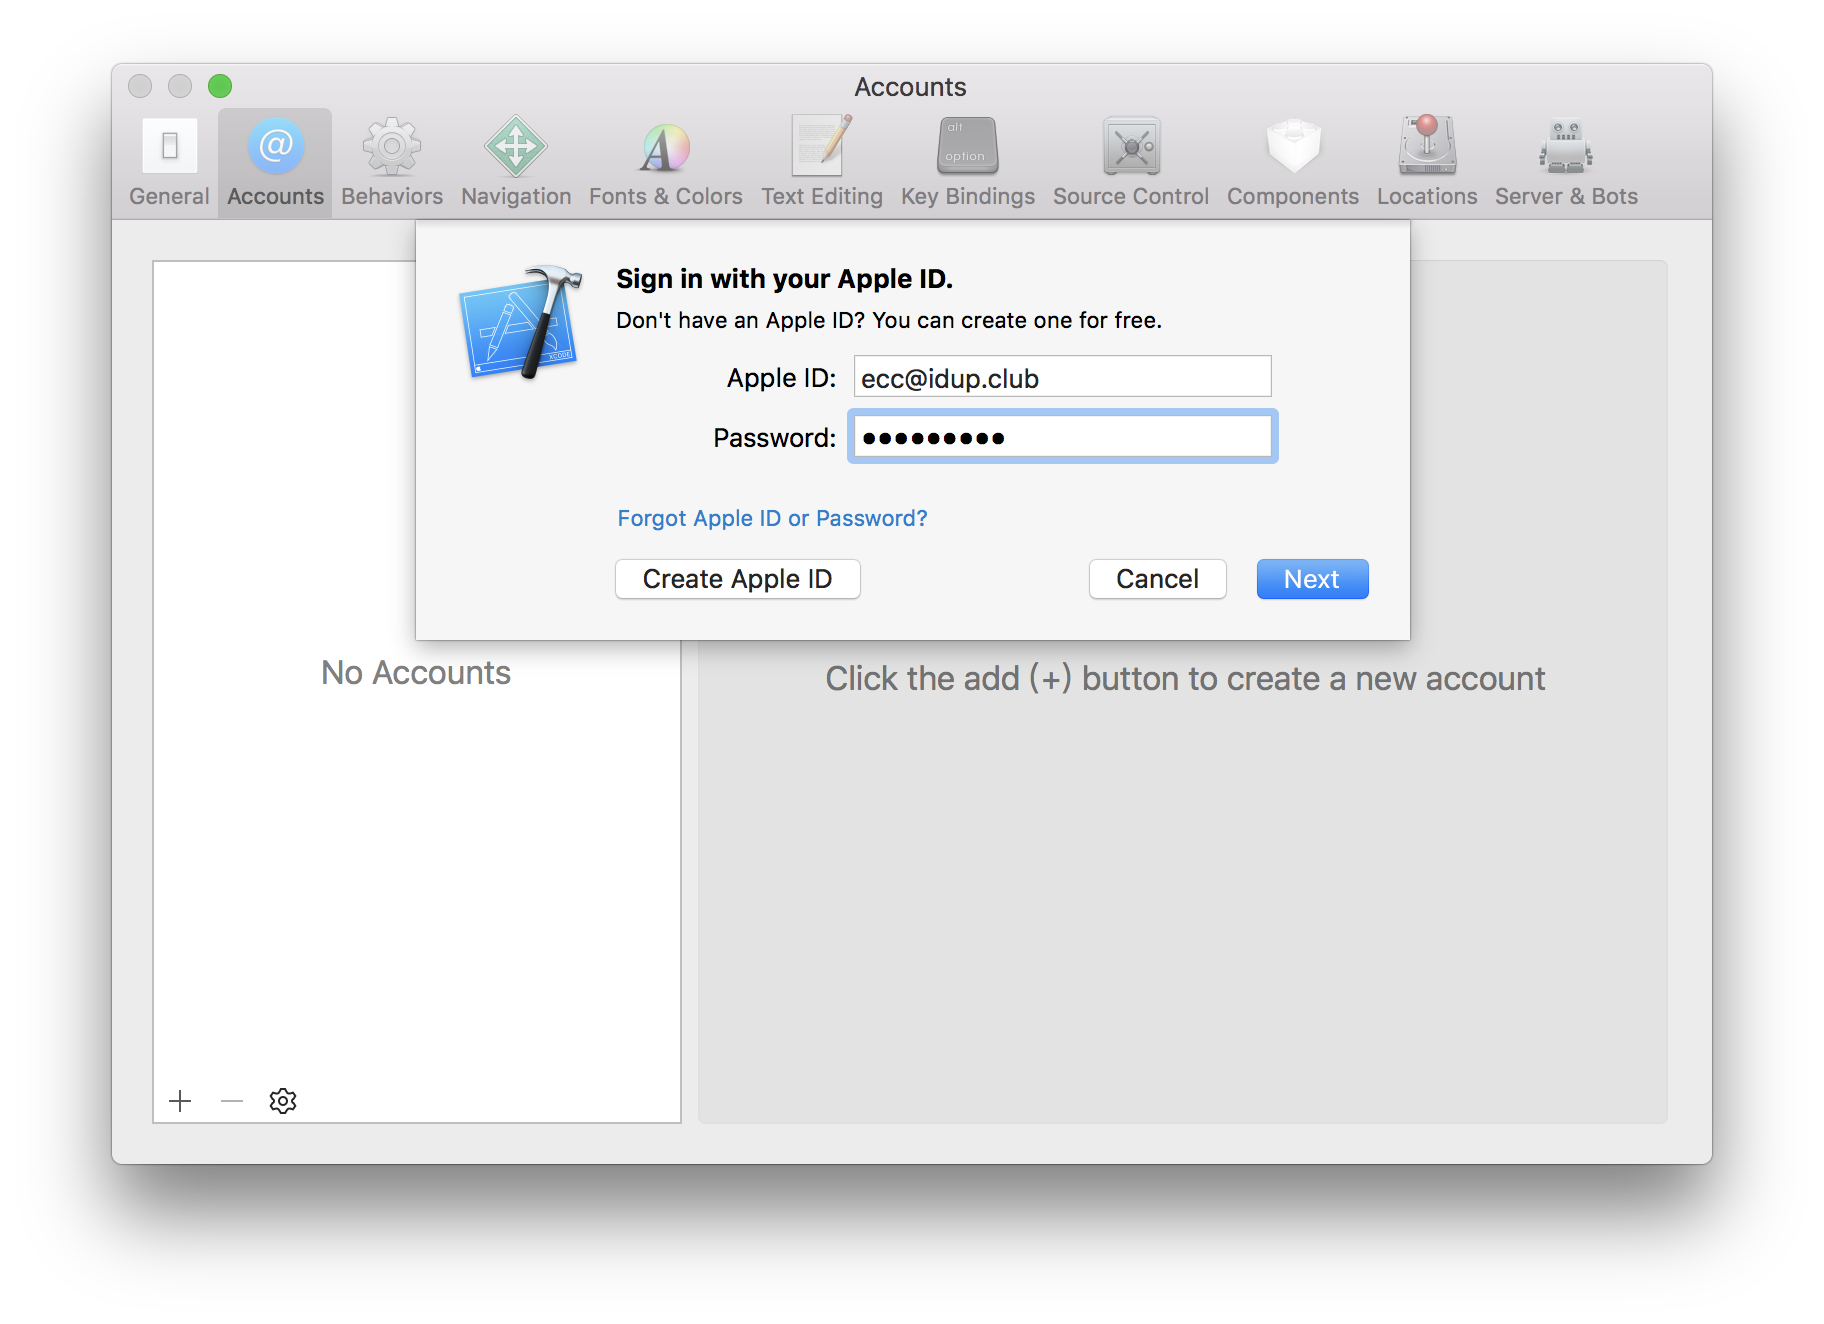 Accounts
General
Accounts
Behaviors
Navigation
Fonts & Colors
Text Editing
alt
option
Key Bindings
Source Control
Components
Locations
Server & Bots
Sign in with your Apple ID.
Don't have an Apple ID? You can create one for free.
XCODE
Apple ID: ecc@idup.club
Password: •••••••••
Forgot Apple ID or Password?
Create Apple ID
Cancel
Next
No Accounts
Click the add (+) button to create a new account